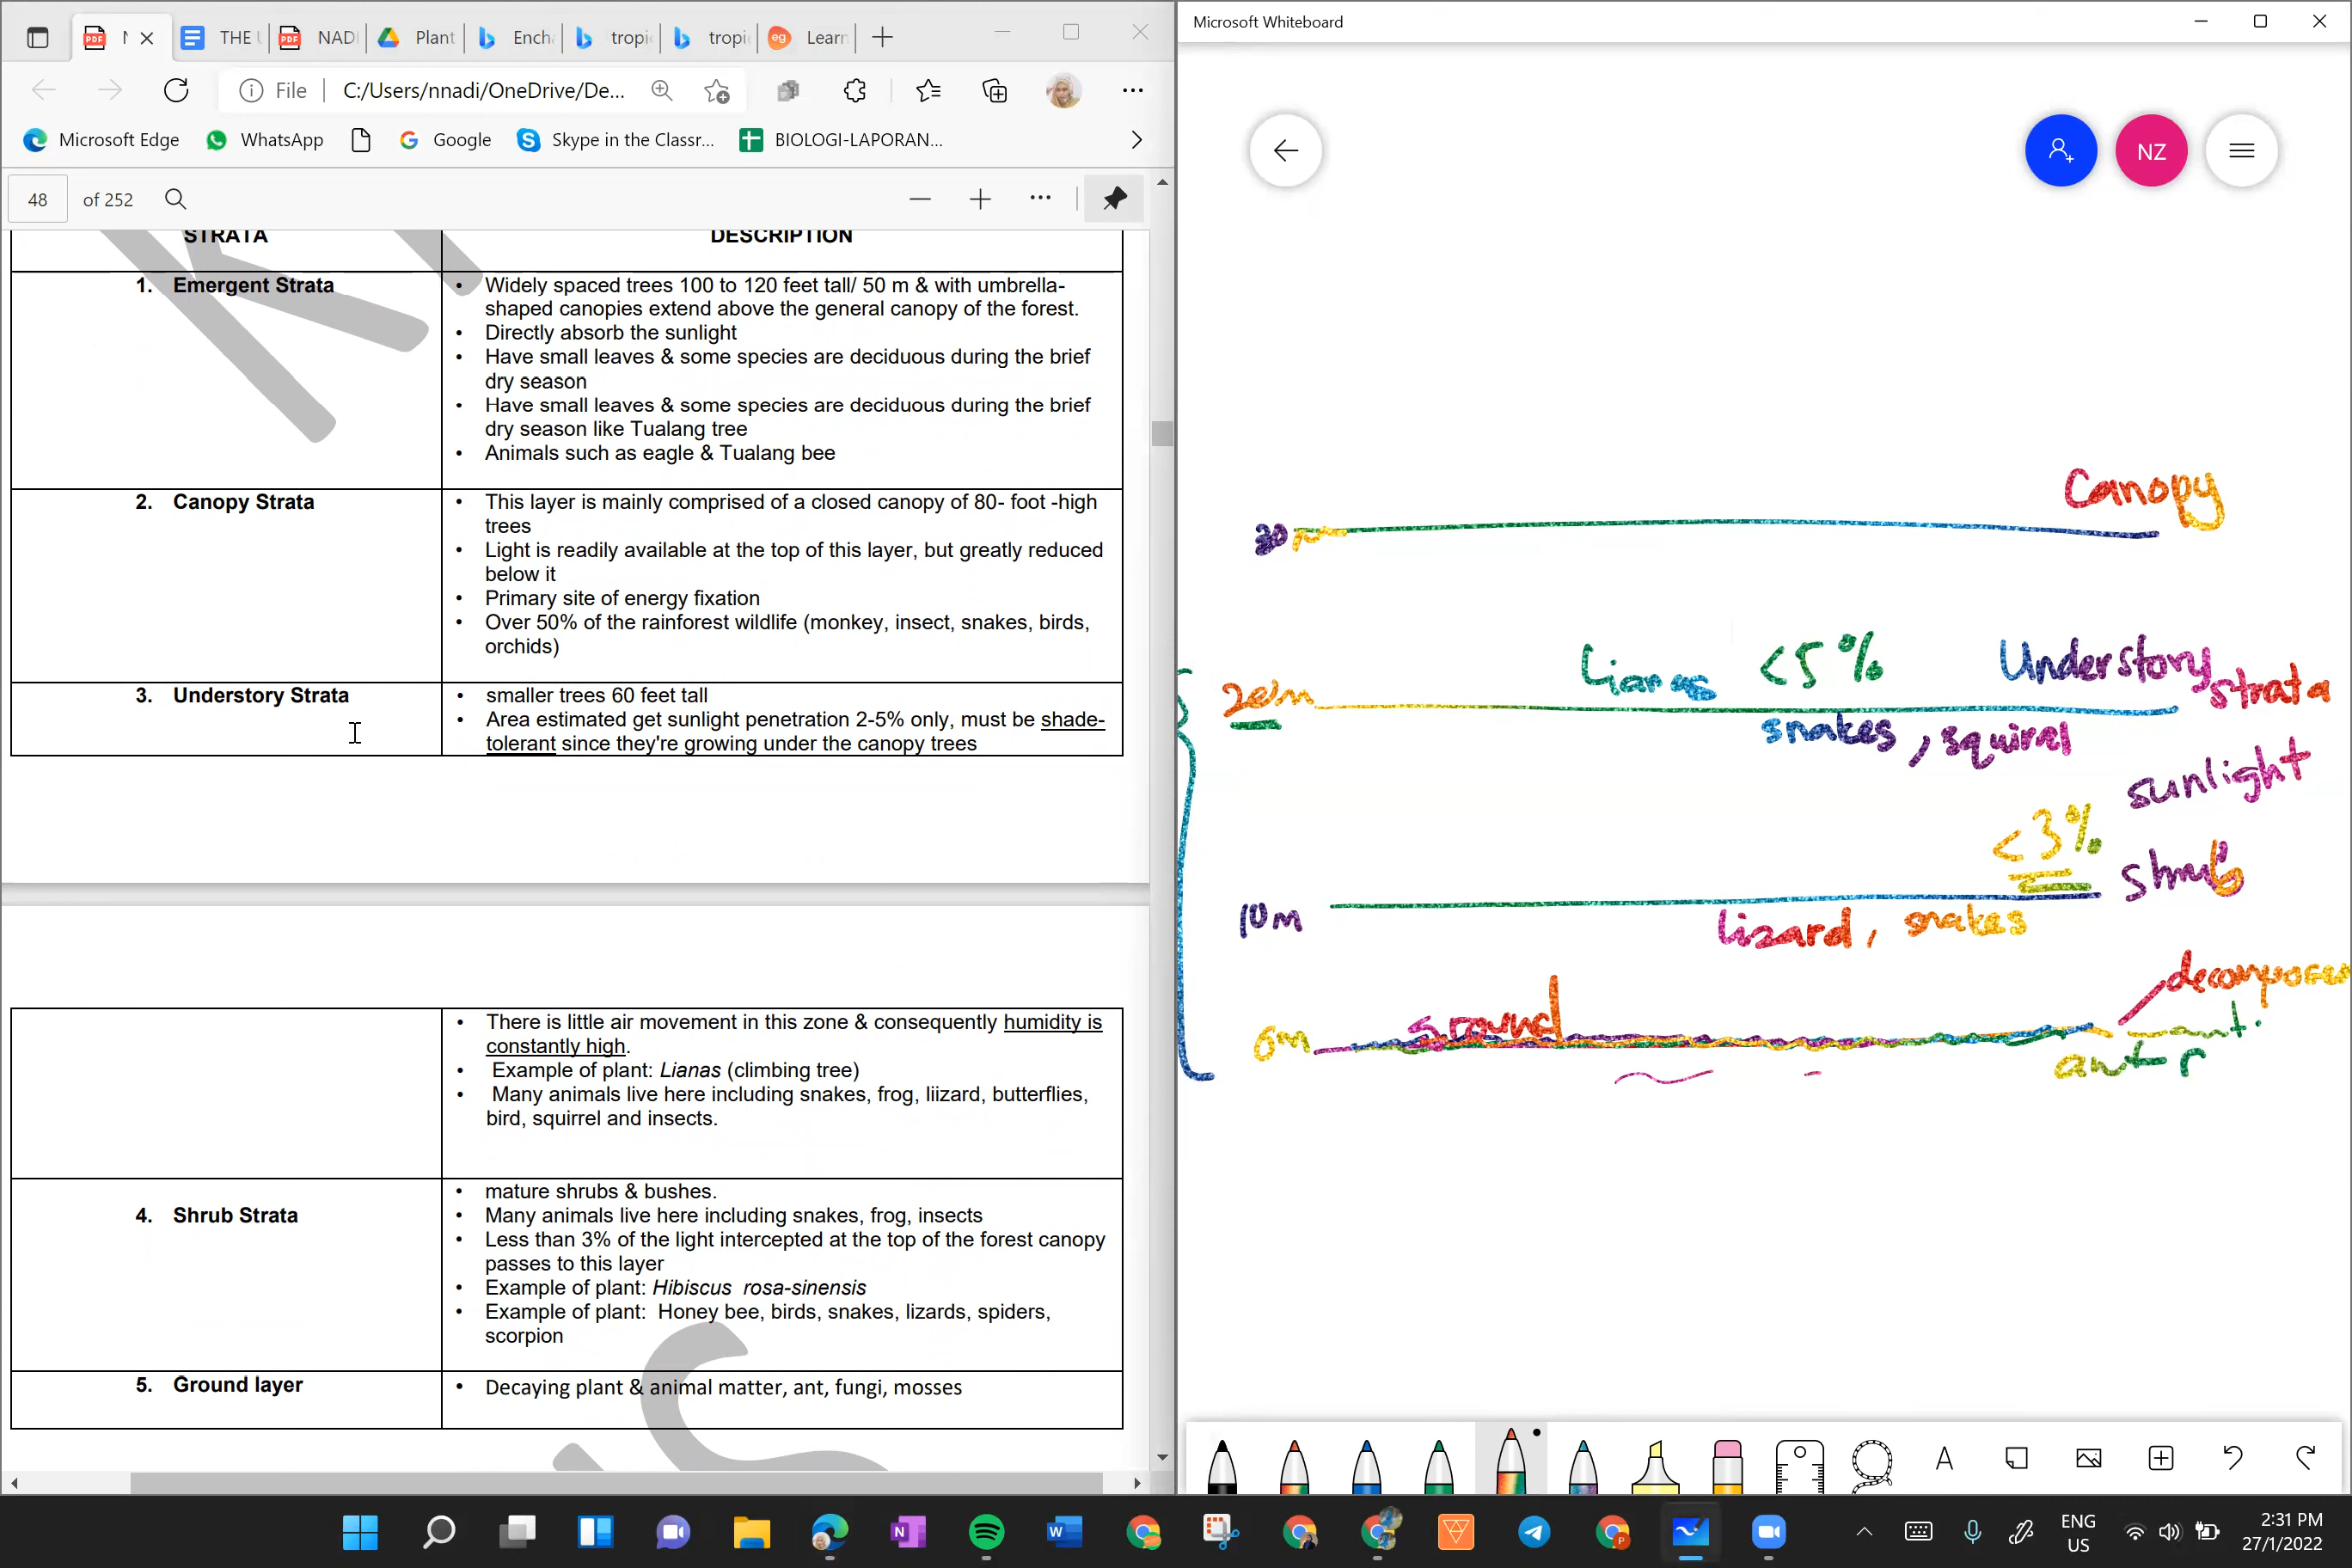 THE U
NADI
Plant
Encha
tropi
tropi
Learn
Microsoft Whiteboard
File
C:/Users/nnadi/OneDrive/De...
Microsoft Edge
WhatsApp
Google
Skype in the Classr...
BIOLOGI-LAPORAN...
48 of 252
STRATA
DESCRIPTION
1. Emergent Strata
• Widely spaced trees 100 to 120 feet tall/ 50 m & with umbrella-
shaped canopies extend above the general canopy of the forest.
• Directly absorb the sunlight
• Have small leaves & some species are deciduous during the brief
dry season
• Have small leaves & some species are deciduous during the brief
dry season like Tualang tree
• Animals such as eagle & Tualang bee
2. Canopy Strata
• This layer is mainly comprised of a closed canopy of 80- foot -high
trees
• Light is readily available at the top of this layer, but greatly reduced
below it
• Primary site of energy fixation
• Over 50% of the rainforest wildlife (monkey, insect, snakes, birds,
orchids)
3. Understory Strata
• smaller trees 60 feet tall
• Area estimated get sunlight penetration 2-5% only, must be shade-
tolerant since they're growing under the canopy trees
• There is little air movement in this zone & consequently humidity is
constantly high.
• Example of plant: Lianas (climbing tree)
• Many animals live here including snakes, frog, liizard, butterflies,
bird, squirrel and insects.
4. Shrub Strata
• mature shrubs & bushes.
• Many animals live here including snakes, frog, insects
• Less than 3% of the light intercepted at the top of the forest canopy
passes to this layer
• Example of plant: Hibiscus rosa-sinensis
• Example of plant: Honey bee, birds, snakes, lizards, spiders,
scorpion
5. Ground layer
• Decaying plant & animal matter, ant, fungi, mosses
NZ
Canopy
30m
Lianas <5% Understory
strata
20m
snakes, squirel
sunlight
<3%
shrub
10m
lizard, snakes
decomposer
ground
0m
ant.
ENG
US
2:31 PM
27/1/2022